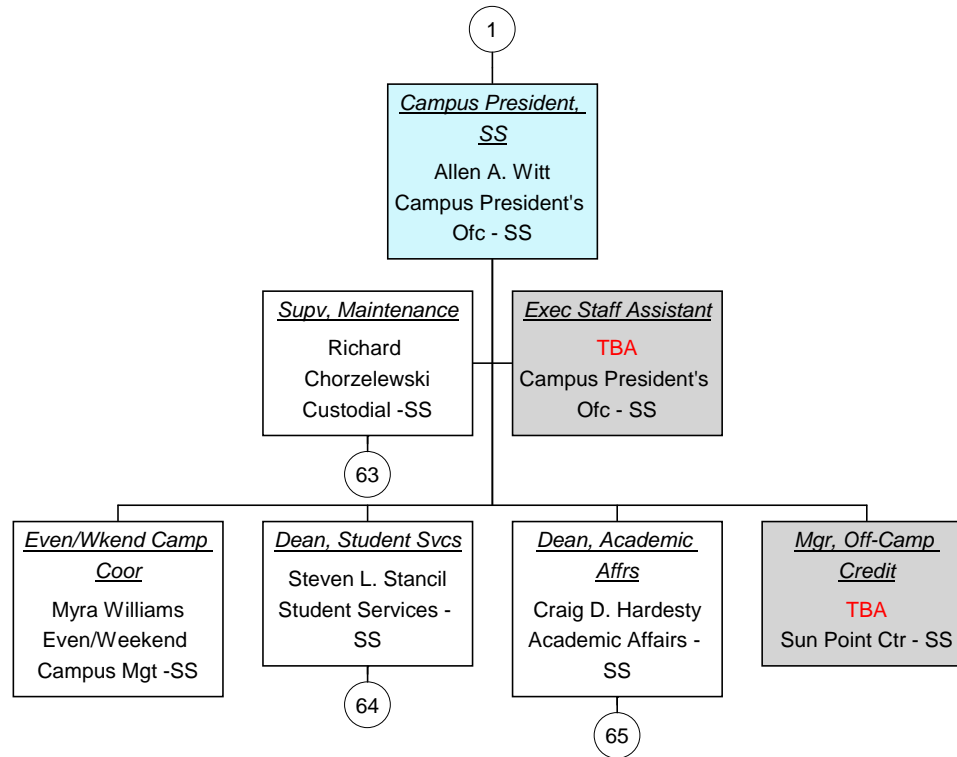 1
Campus President,
SS
Allen A. Witt
Campus President's
Ofc - SS
Supv, Maintenance
Richard
Chorzelewski
Custodial -SS
63
Exec Staff Assistant
TBA
Campus President's
Ofc - SS
Even/Wkend Camp
Coor
Myra Williams
Even/Weekend
Campus Mgt -SS
Dean, Student Svcs
Steven L. Stancil
Student Services -
SS
64
Dean, Academic
Affrs
Craig D. Hardesty
Academic Affairs -
SS
65
Mgr, Off-Camp
Credit
TBA
Sun Point Ctr - SS